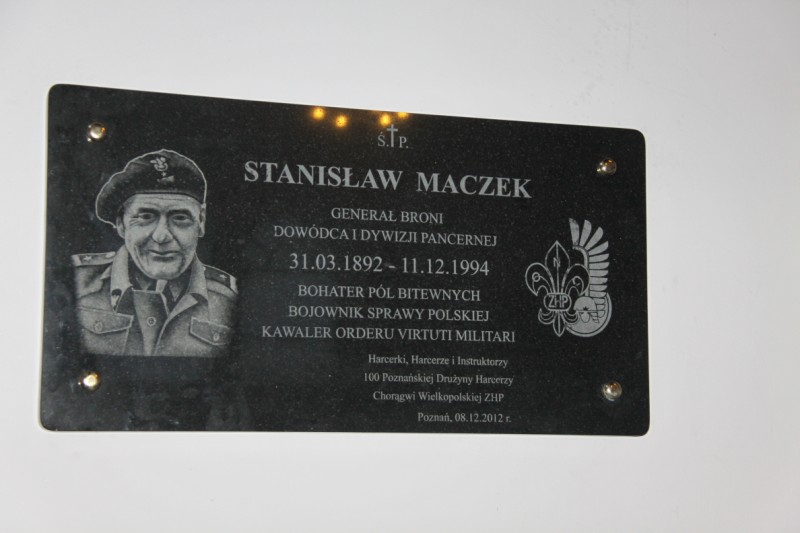 Ś.†P.
STANISŁAW MACZEK
GENERAŁ BRONI
DOWÓDCA I DYWIZJI PANCERNEJ
31.03.1892 - 11.12.1994
BOHATER PÓL BITEWNYCH
BOJOWNIK SPRAWY POLSKIEJ
KAWALER ORDERU VIRTUTI MILITARI
Harcerki, Harcerze i Instruktorzy
100 Poznańskiej Drużyny Harcerzy
Chorągwi Wielkopolskiej ZHP
Poznań, 08.12.2012 r.
O N C
ZHP